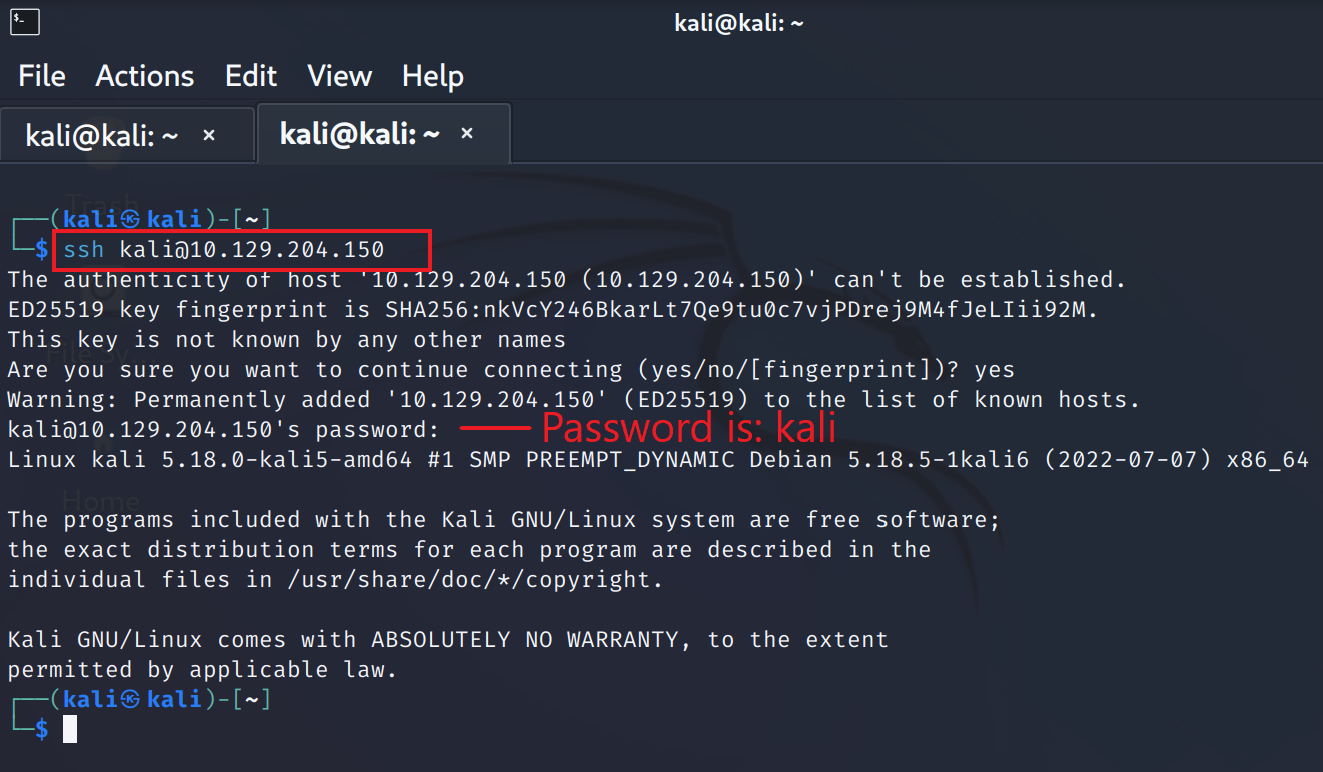 kali@kali: ~
File Actions Edit View Help
kali@kali: ~ × kali@kali: ~ ×
Trash
┌──(kali㉿kali)-[~]
└─$ ssh kali@10.129.204.150
The authenticity of host '10.129.204.150 (10.129.204.150)' can't be established.
ED25519 key fingerprint is SHA256:nkVcY246BkarLt7Qe9tu0c7vjPDrej9M4fJeLIii92M.
This key is not known by any other names
File Sy...
Are you sure you want to continue connecting (yes/no/[fingerprint])? yes
Warning: Permanently added '10.129.204.150' (ED25519) to the list of known hosts.
kali@10.129.204.150's password: Password is: kali
Linux kali 5.18.0-kali5-amd64 #1 SMP PREEMPT_DYNAMIC Debian 5.18.5-1kali6 (2022-07-07) x86_64
Home
The programs included with the Kali GNU/Linux system are free software;
the exact distribution terms for each program are described in the
individual files in /usr/share/doc/*/copyright.
Kali GNU/Linux comes with ABSOLUTELY NO WARRANTY, to the extent
permitted by applicable law.
┌──(kali㉿kali)-[~]
└─$